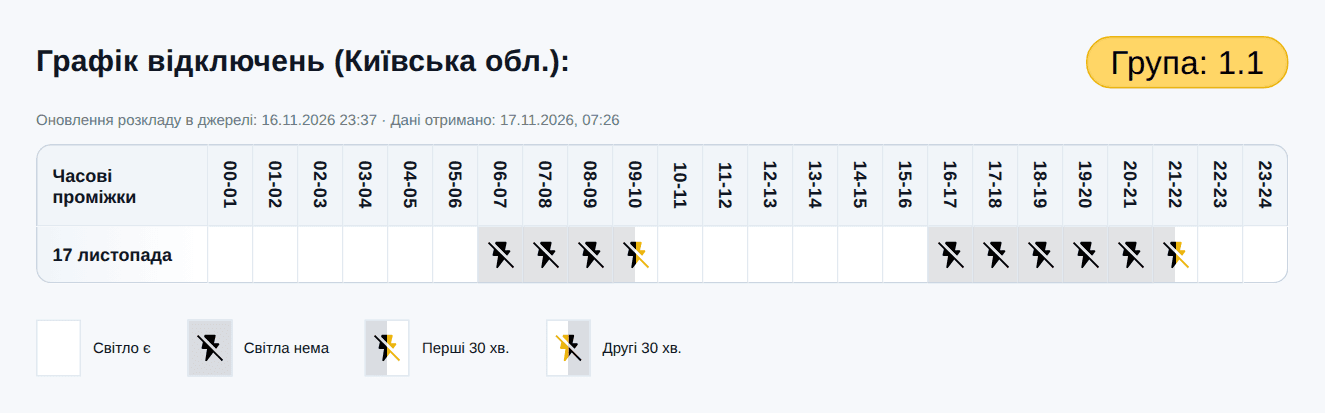 Графік відключень (Київська обл.):
Група: 1.1
Оновлення розкладу в джерелі: 16.11.2026 23:37 · Дані отримано: 17.11.2026, 07:26
Часові
проміжки
00-01
01-02
02-03
03-04
04-05
05-06
06-07
07-08
08-09
09-10
10-11
11-12
12-13
13-14
14-15
15-16
16-17
17-18
18-19
19-20
20-21
21-22
22-23
23-24
17 листопада
Світло є
Світла нема
Перші 30 хв.
Другі 30 хв.